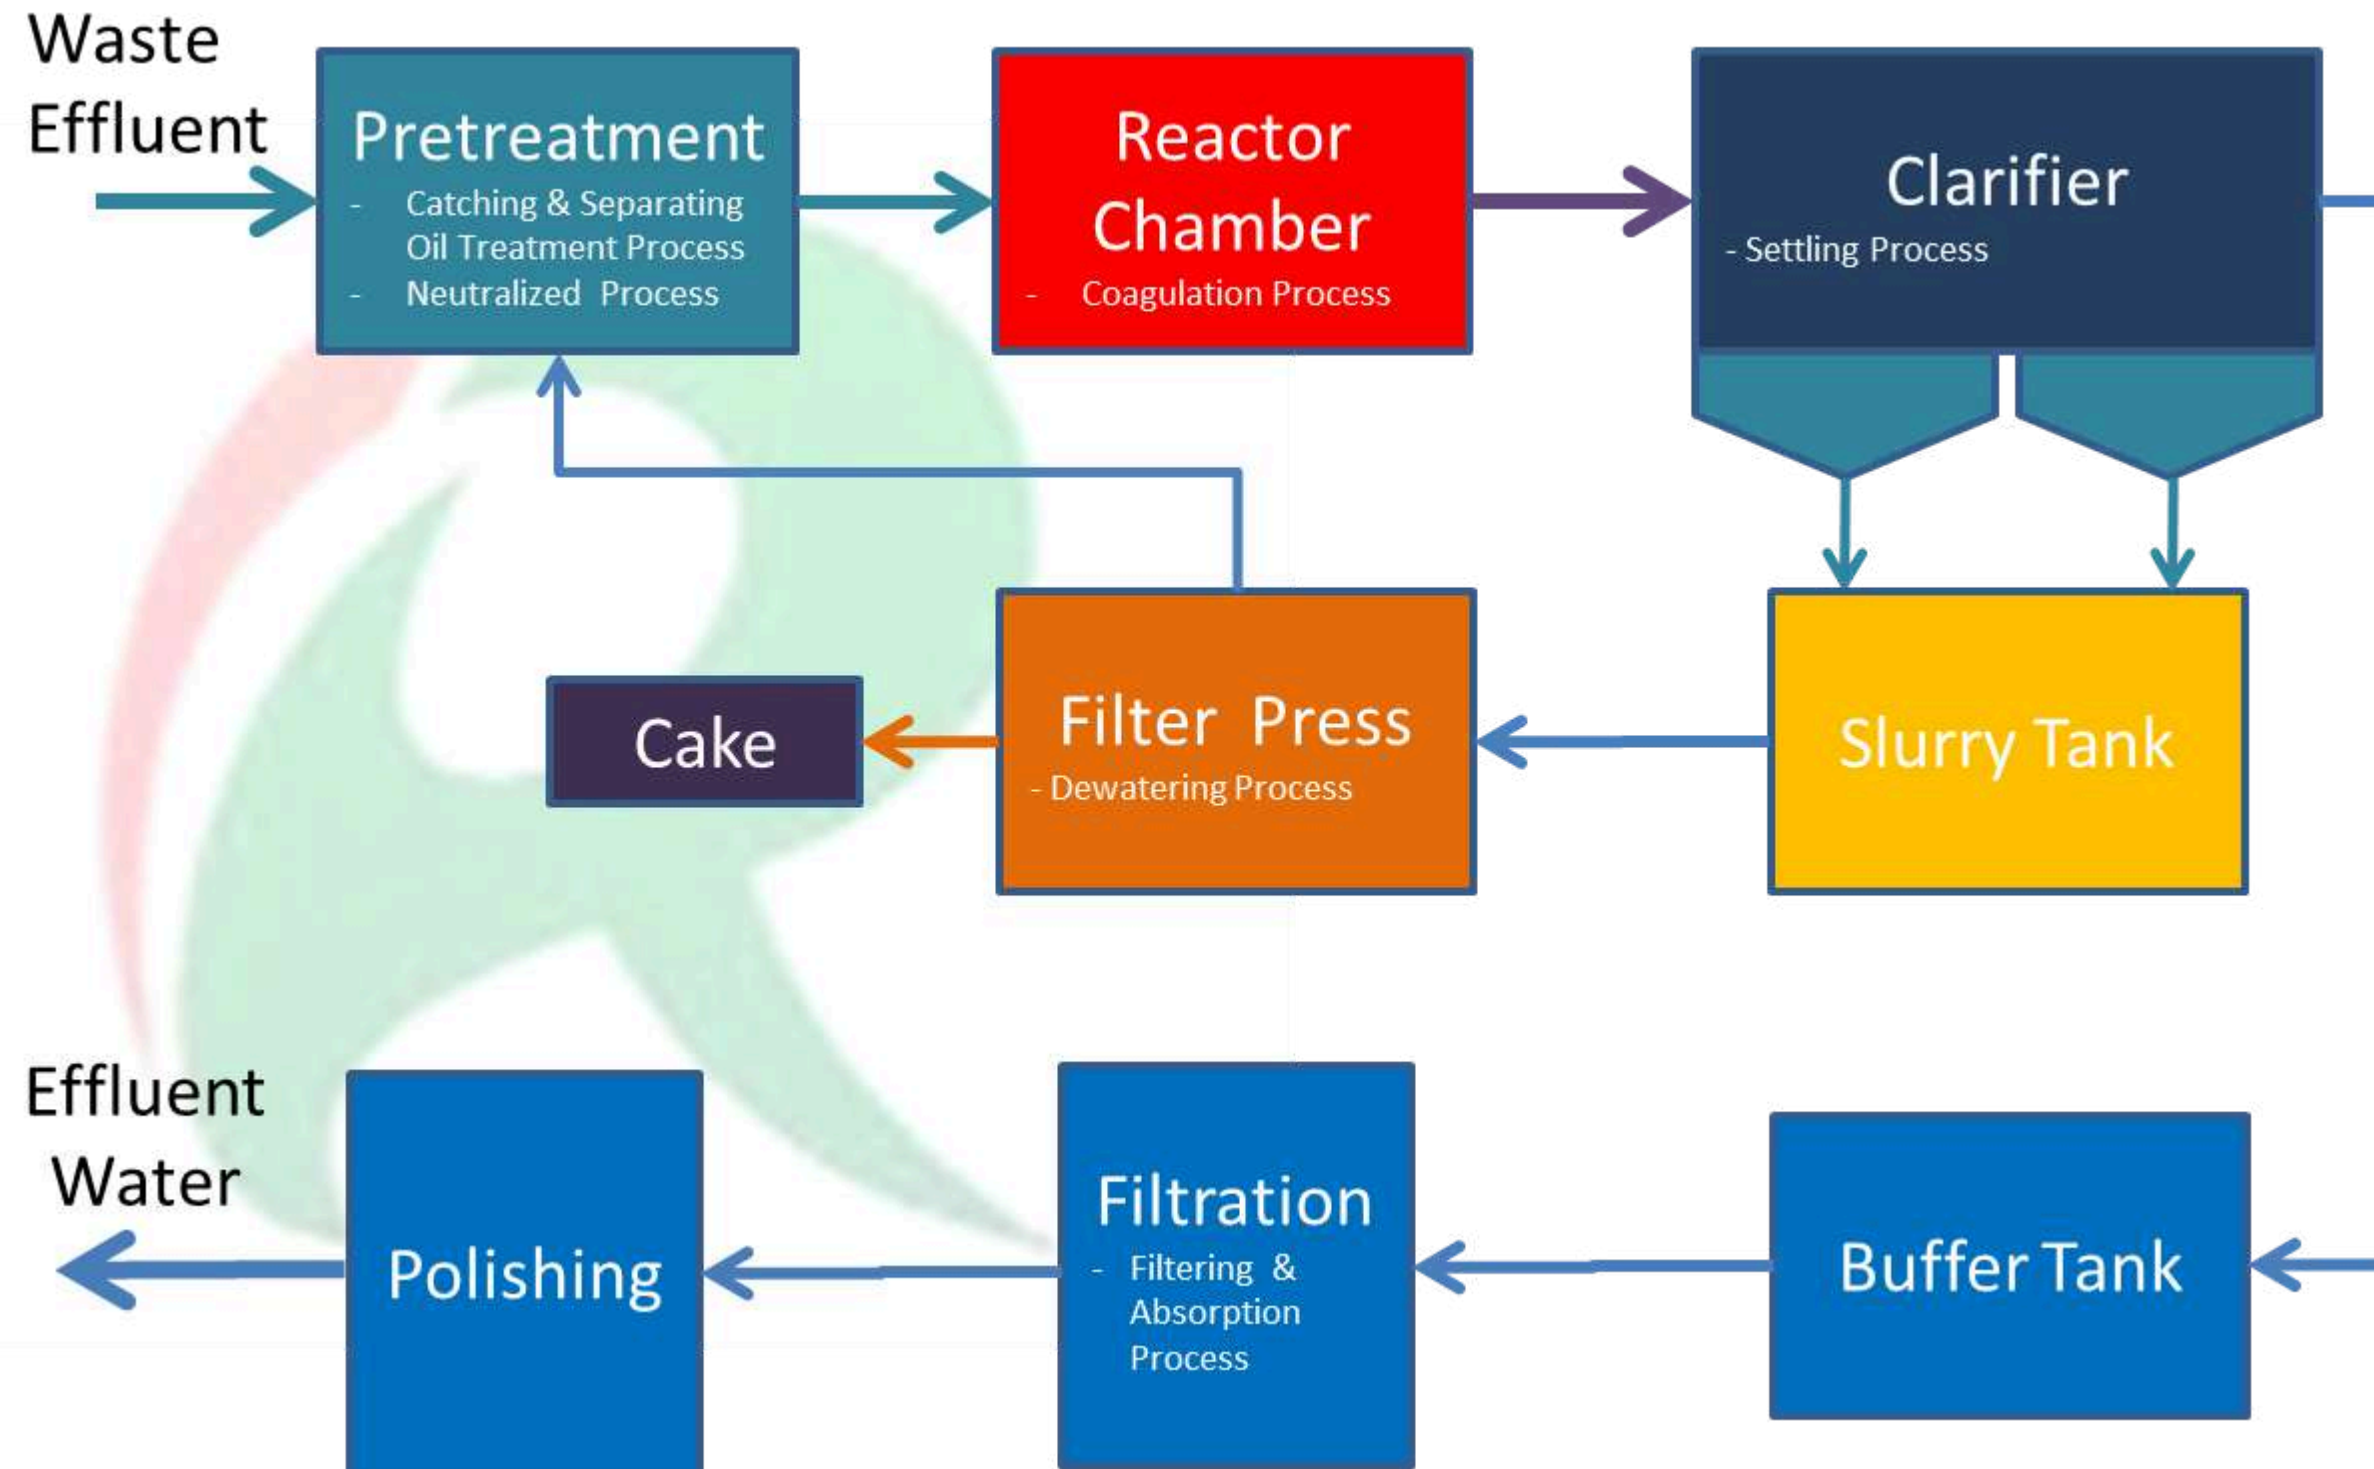 Waste
Effluent
Pretreatment
- Catching & Separating
Oil Treatment Process
- Neutralized Process
Reactor
Chamber
- Coagulation Process
Clarifier
- Settling Process
Cake
Filter Press
- Dewatering Process
Slurry Tank
Effluent
Water
Polishing
Filtration
- Filtering &
Absorption
Process
Buffer Tank